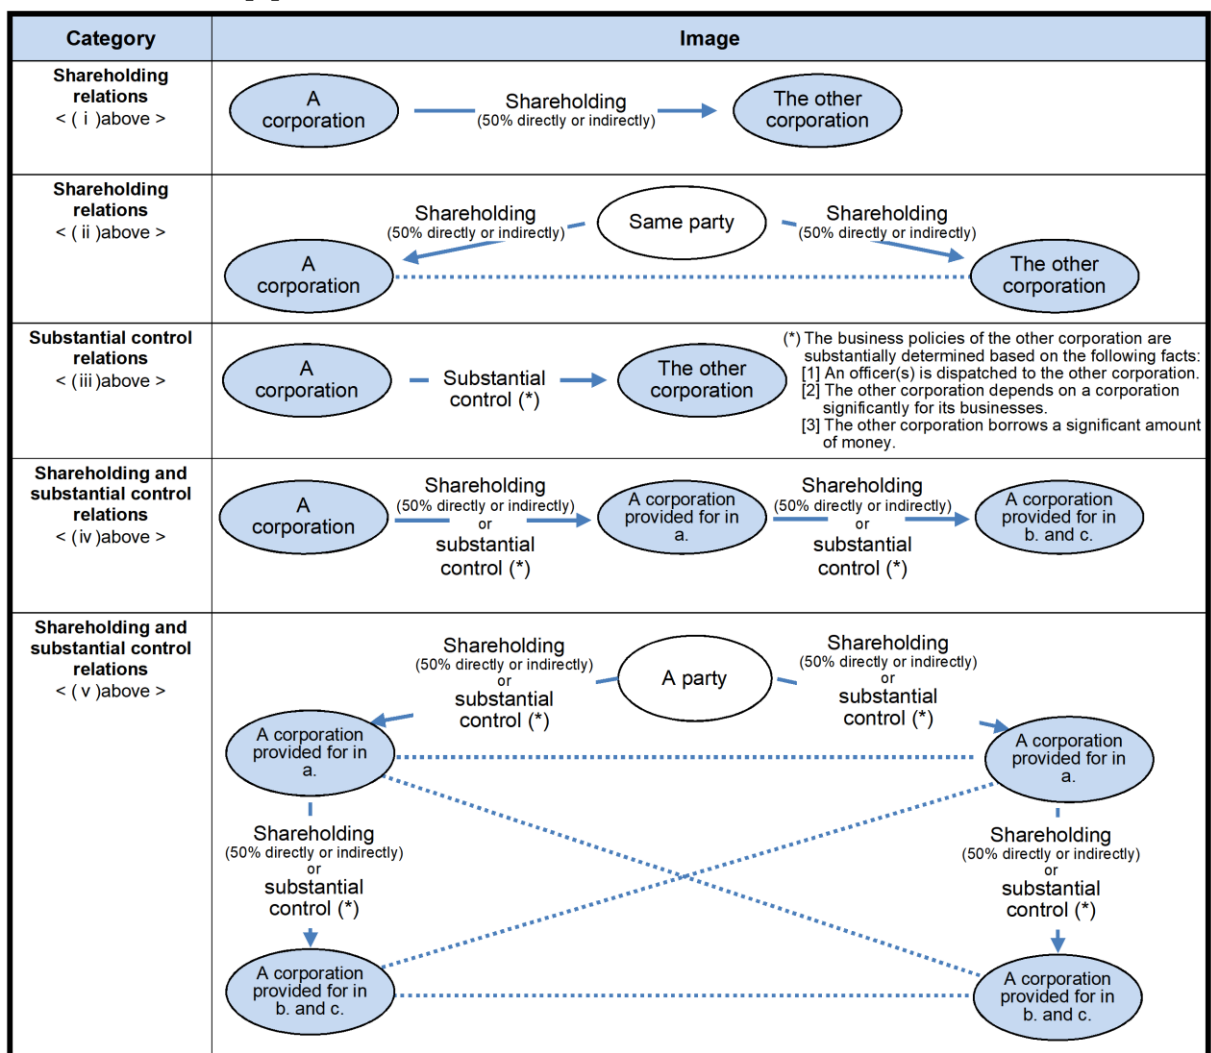 Category
Image
Shareholding
relations
< ( i )above >
A
corporation
Shareholding
(50% directly or indirectly)
The other
corporation
Shareholding
relations
< ( ii )above >
Shareholding
(50% directly or indirectly)
Same party
Shareholding
(50% directly or indirectly)
A
corporation
The other
corporation
Substantial control
relations
< (iii)above >
A
corporation
Substantial
control (*)
The other
corporation
(*) The business policies of the other corporation are
substantially determined based on the following facts:
[1] An officer(s) is dispatched to the other corporation.
[2] The other corporation depends on a corporation
significantly for its businesses.
[3] The other corporation borrows a significant amount
of money.
Shareholding and
substantial control
relations
< (iv)above >
A
corporation
Shareholding
(50% directly or indirectly)
or
substantial
control (*)
A corporation
provided for in
a.
Shareholding
(50% directly or indirectly)
or
substantial
control (*)
A corporation
provided for in
b. and c.
Shareholding and
substantial control
relations
< ( v )above >
Shareholding
(50% directly or indirectly)
or
substantial
control (*)
A party
Shareholding
(50% directly or indirectly)
or
substantial
control (*)
A corporation
provided for in
a.
A corporation
provided for in
a.
Shareholding
(50% directly or indirectly)
or
substantial
control (*)
Shareholding
(50% directly or indirectly)
or
substantial
control (*)
A corporation
provided for in
b. and c.
A corporation
provided for in
b. and c.